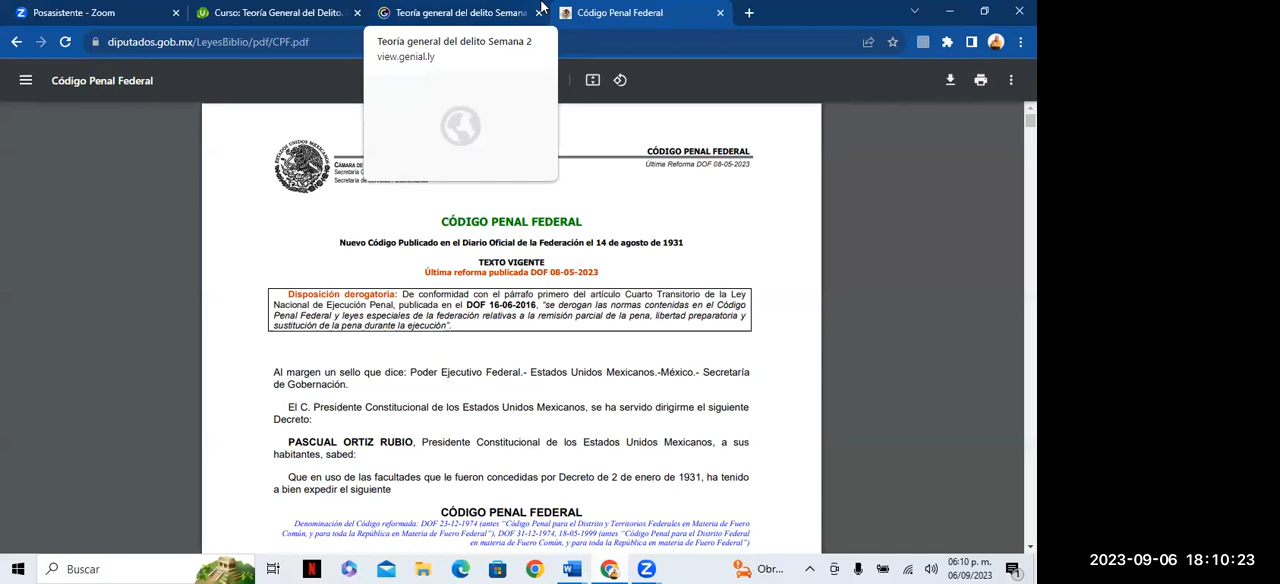 Posasistente - Zoom
Curso: Teoría General del Delito.
Teoría general del delito Semana
Código Penal Federal
diputados.gob.mx/LeyesBiblio/pdf/CPF.pdf
Teoría general del delito Semana 2
view.genial.ly
Código Penal Federal
CÁMARA DE
Secretaría G
CÓDIGO PENAL FEDERAL
Última Reforma DOF 08-05-2023
CÓDIGO PENAL FEDERAL
Nuevo Código Publicado en el Diario Oficial de la Federación el 14 de agosto de 1931
TEXTO VIGENTE
Última reforma publicada DOF 08-05-2023
Disposición derogatoria: De conformidad con el párrafo primero del artículo Cuarto Transitorio de la Ley
Nacional de Ejecución Penal, publicada en el DOF 16-06-2016, “se derogan las normas contenidas en el Código
Penal Federal y leyes especiales de la federación relativas a la remisión parcial de la pena, libertad preparatoria y
sustitución de la pena durante la ejecución”.
Al margen un sello que dice: Poder Ejecutivo Federal.- Estados Unidos Mexicanos.-México.- Secretaría
de Gobernación.
El C. Presidente Constitucional de los Estados Unidos Mexicanos, se ha servido dirigirme el siguiente
Decreto:
PASCUAL ORTIZ RUBIO, Presidente Constitucional de los Estados Unidos Mexicanos, a sus
habitantes, sabed:
Que en uso de las facultades que le fueron concedidas por Decreto de 2 de enero de 1931, ha tenido
a bien expedir el siguiente
CÓDIGO PENAL FEDERAL
Denominación del Código reformada: DOF 23-12-1974 (antes “Código Penal para el Distrito y Territorios Federales en Materia de Fuero
Común, y para toda la República en Materia de Fuero Federal”), DOF 31-12-1974, 18-05-1999 (antes “Código Penal para el Distrito Federal
en materia de Fuero Común, y para toda la República en materia de Fuero Federal”)
Buscar
Obr...
06:10 p. m.
06/09/2023
2023-09-06 18:10:23